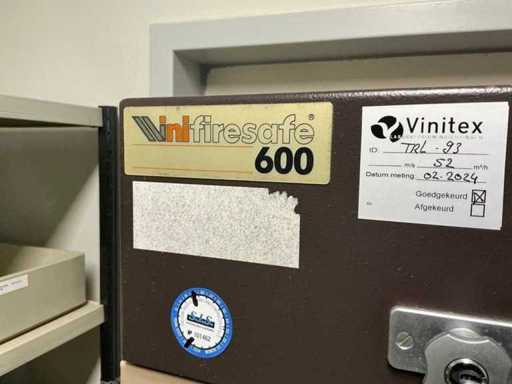 Vinifiresafe®
600
Vinitex
ID: TRL-93
m/s 52 m³/h
Datum meting 02-2024
Goedgekeurd
Afgekeurd